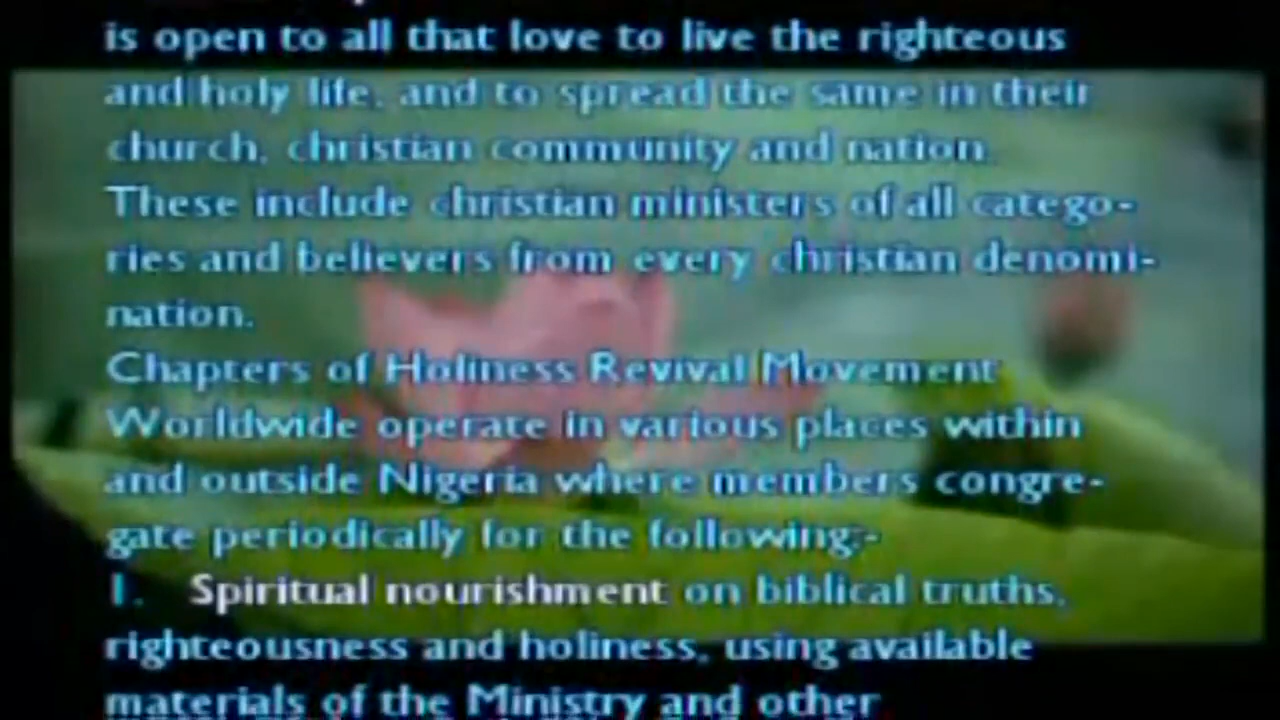 is open to all that love to live the righteous
and holy life, and to spread the same in their
church, christian community and nation.
These include christian ministers of all catego-
ries and believers from every christian denomi-
nation.
Chapters of Holiness Revival Movement
Worldwide operate in various places within
and outside Nigeria where members congre-
gate periodically for the following:-
1. Spiritual nourishment on biblical truths,
righteousness and holiness, using available
materials of the Ministry and other